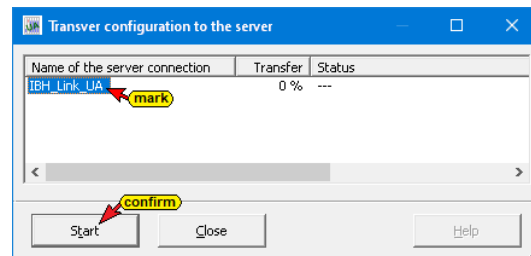 Transver configuration to the server
Name of the server connection Transfer Status
IBH_Link_UA 0 % ---
mark
confirm
Start Close Help